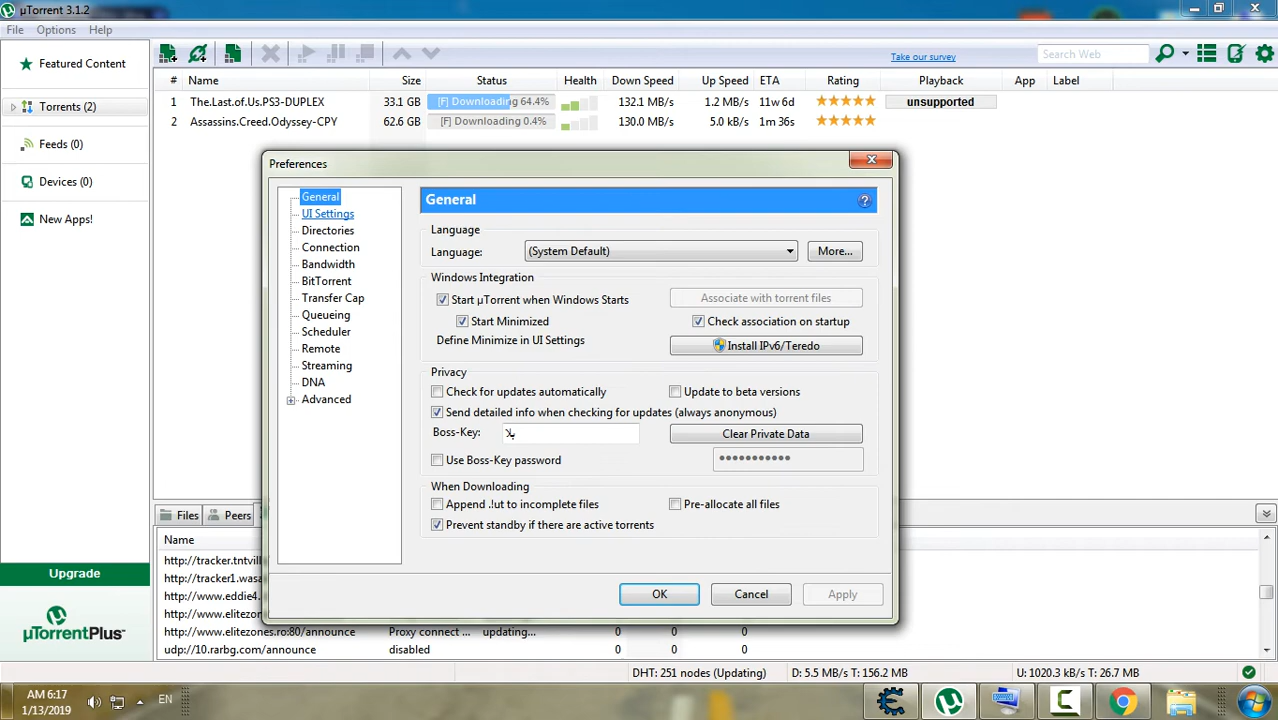 µTorrent 3.1.2
File Options Help
Featured Content
Torrents (2)
Feeds (0)
Devices (0)
New Apps!
Take our survey
Search Web
# Name Size Status Health Down Speed Up Speed ETA Rating Playback App Label
1 The.Last.of.Us.PS3-DUPLEX 33.1 GB [F] Downloading 64.4% 132.1 MB/s 1.2 MB/s 11w 6d unsupported
2 Assassins.Creed.Odyssey-CPY 62.6 GB [F] Downloading 0.4% 130.0 MB/s 5.0 kB/s 1m 36s
Preferences
General
UI Settings
Directories
Connection
Bandwidth
BitTorrent
Transfer Cap
Queueing
Scheduler
Remote
Streaming
DNA
Advanced
General
Language
Language: (System Default) More...
Windows Integration
Start µTorrent when Windows Starts Associate with torrent files
Start Minimized Check association on startup
Define Minimize in UI Settings Install IPv6/Teredo
Privacy
Check for updates automatically Update to beta versions
Send detailed info when checking for updates (always anonymous)
Boss-Key: Clear Private Data
Use Boss-Key password
When Downloading
Append .!ut to incomplete files Pre-allocate all files
Prevent standby if there are active torrents
OK Cancel Apply
Files Peers
Name
http://tracker.tntvill
http://tracker1.wasa
http://www.eddie4.
http://www.elitezones
http://www.elitezones.ro:80/announce Proxy connect ... updating... 0 0 0
udp://10.rarbg.com/announce disabled 0 0 0
Upgrade
µTorrentPlus
DHT: 251 nodes (Updating) D: 5.5 MB/s T: 156.2 MB U: 1020.3 kB/s T: 26.7 MB
AM 6:17
1/13/2019
EN